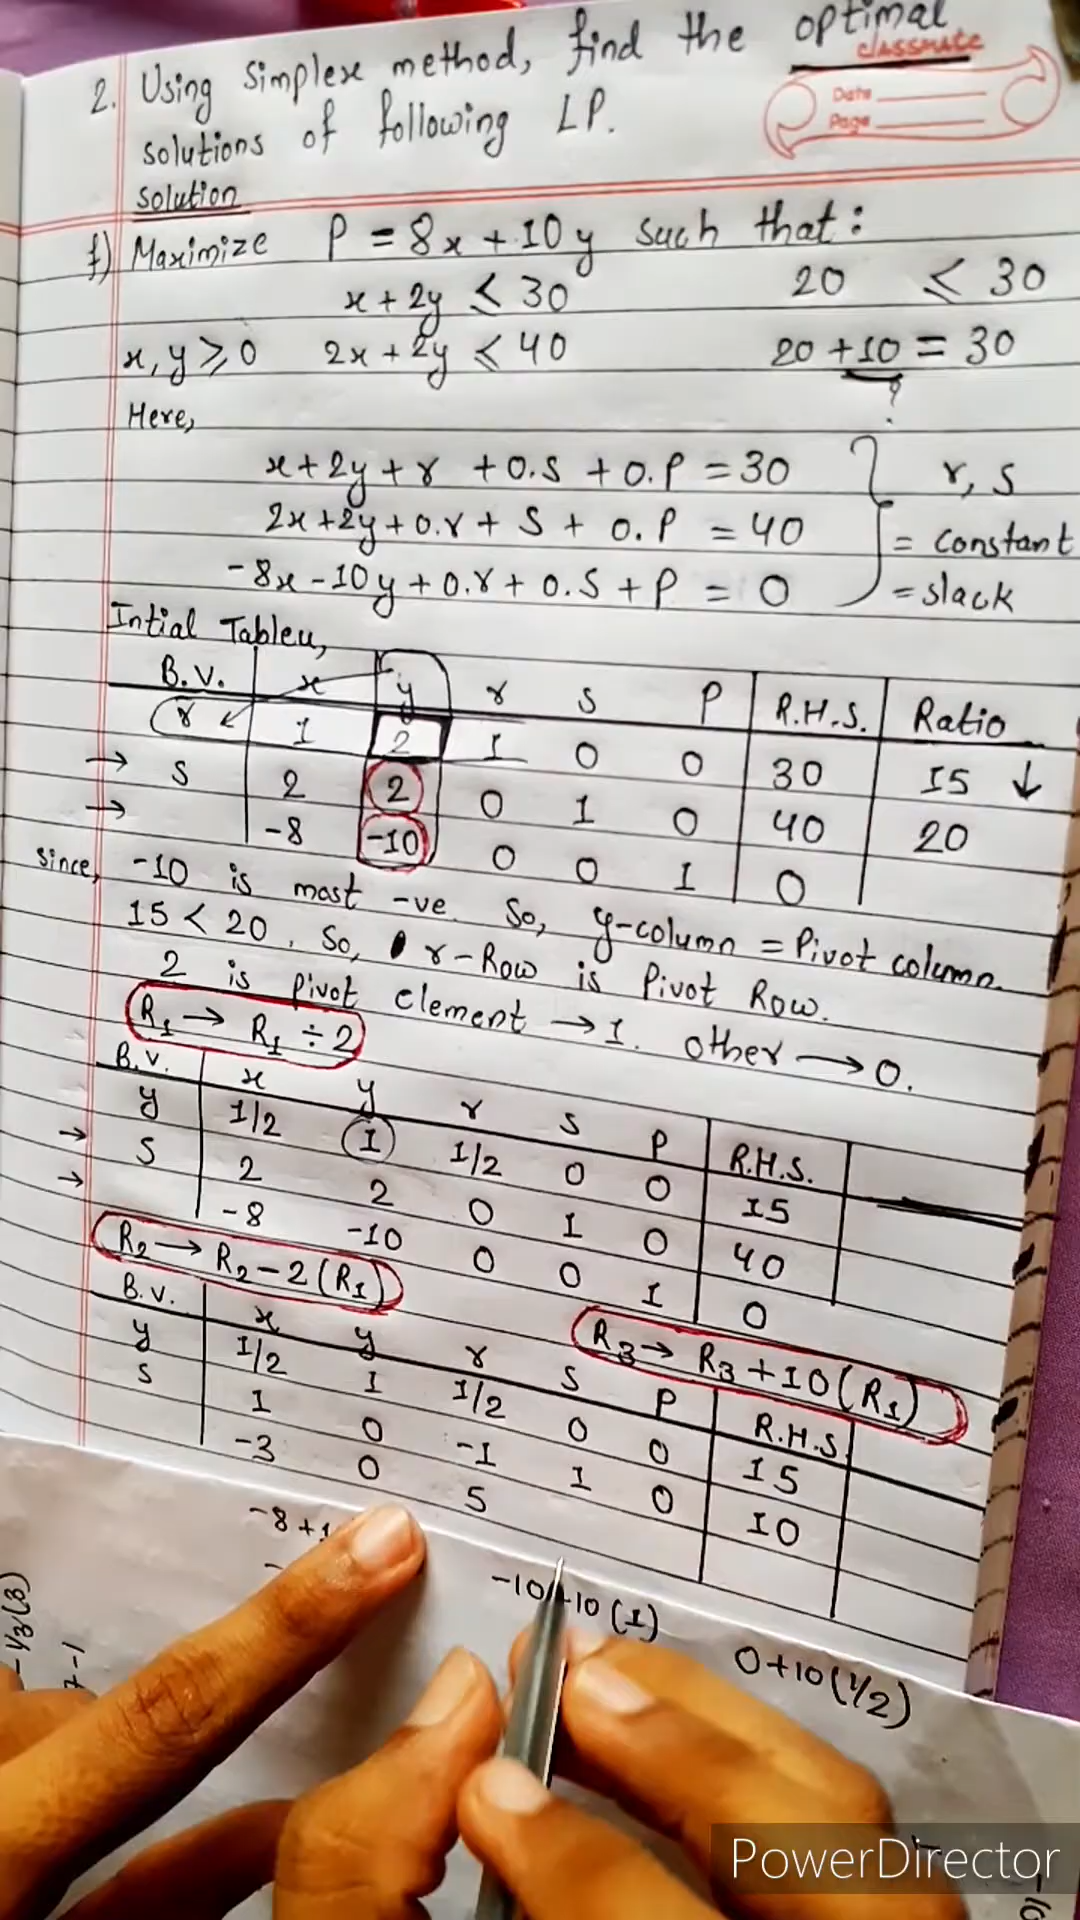 2. Using Simplex method, find the optimal
solutions of following LP.
classmate
Date
Page
solution
f) Maximize P = 8x + 10y such that:
x + 2y ≤ 30 20 ≤ 30
x, y ≥ 0 2x + 2y ≤ 40 20 + 10 = 30
?
Here,
x + 2y + r + 0.s + 0.P = 30 r, s
2x + 2y + 0.r + s + 0.P = 40 = constant
-8x - 10y + 0.r + 0.s + P = 0 = slack
Intial Tableu,
B.V. x y r s P R.H.S. Ratio
r 1 2 1 0 0 30 15 ↓
→ s 2 2 0 1 0 40 20
→ -8 -10 0 0 1 0
Since, -10 is most -ve. So, y-column = Pivot column.
15 < 20. So, r-Row is Pivot Row.
2 is pivot element → 1. other → 0.
R1 → R1 ÷ 2
B.V. x y r s P R.H.S.
y 1/2 1 1/2 0 0 15
→ s 2 2 0 1 0 40
→ -8 -10 0 0 1 0
R2 → R2 - 2(R1)
R3 → R3 + 10(R1)
B.V. x y r s P R.H.S.
y 1/2 1 1/2 0 0 15
s 1 0 -1 1 0 10
-3 0 5
-8 +
-10 +10 (1)
0 + 10 (1/2)
PowerDirector